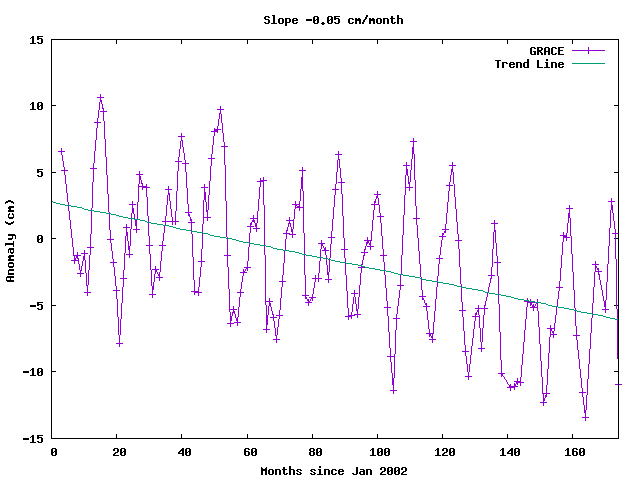 Slope -0.05 cm/month
15
10
5
0
-5
-10
-15
Anomaly (cm)
GRACE
Trend Line
0 20 40 60 80 100 120 140 160
Months since Jan 2002